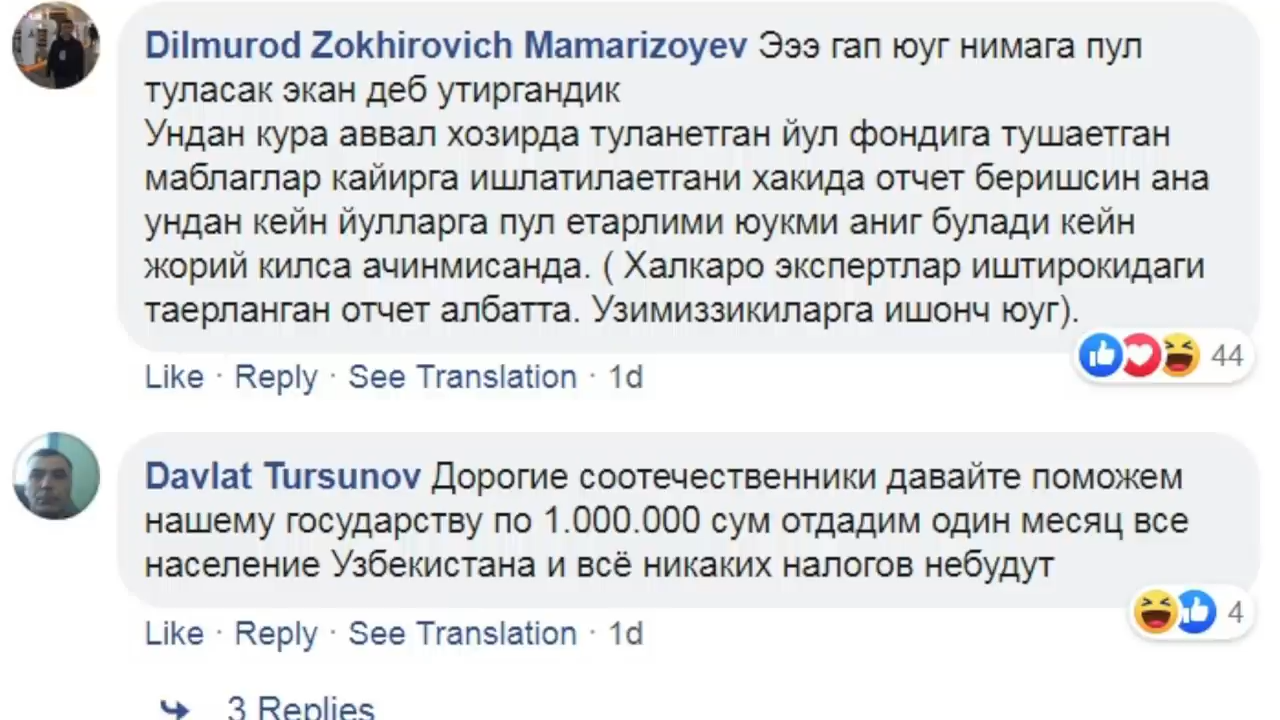 Dilmurod Zokhirovich Mamarizoyev Эээ гап юуг нимага пул
туласак экан деб утиргандик
Ундан кура аввал хозирда туланетган йул фондига тушаетган
маблаглар кайирга ишлатилаетгани хакида отчет беришсин ана
ундан кейн йулларга пул етарлими юукми аниг булади кейн
жорий килса ачинмисанда. ( Халкаро экспертлар иштирокидаги
таерланган отчет албатта. Узимиззикиларга ишонч юуг).
44
Like · Reply · See Translation · 1d
Davlat Tursunov Дорогие соотечественники давайте поможем
нашему государству по 1.000.000 сум отдадим один месяц все
население Узбекистана и всё никаких налогов небудут
4
Like · Reply · See Translation · 1d
3 Replies